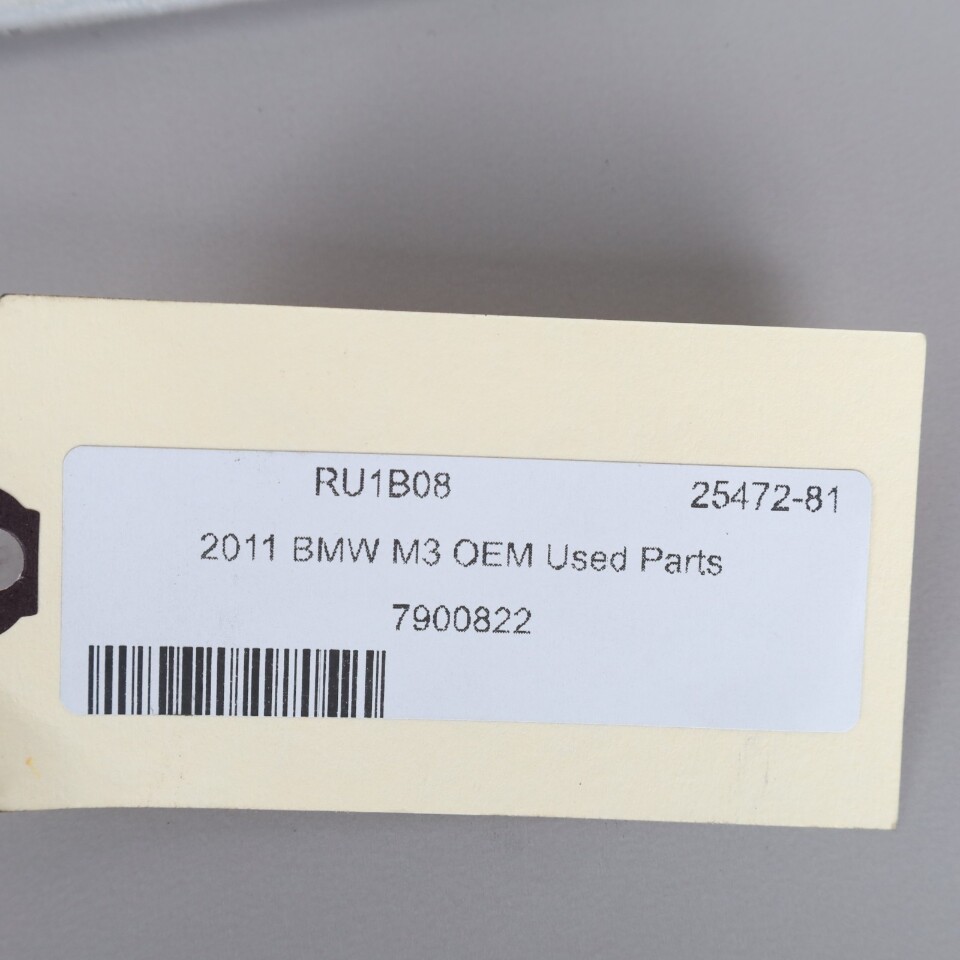 RU1B08 25472-81
2011 BMW M3 OEM Used Parts
7900822